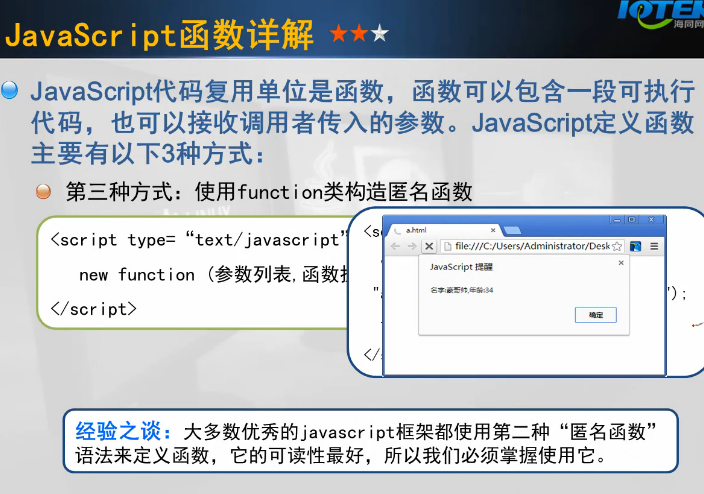 JavaScript函数详解
IOTEK
海同网
JavaScript代码复用单位是函数，函数可以包含一段可执行
代码，也可以接收调用者传入的参数。JavaScript定义函数
主要有以下3种方式：
第三种方式：使用function类构造匿名函数
<script type= “text/javascript”
new function (参数列表,函数
</script>
<s
");
</
a.html
file:///C:/Users/Administrator/Desk
JavaScript 提醒
名字:豪哥帅,年龄:34
确定
经验之谈：大多数优秀的javascript框架都使用第二种“匿名函数”
语法来定义函数，它的可读性最好，所以我们必须掌握使用它。